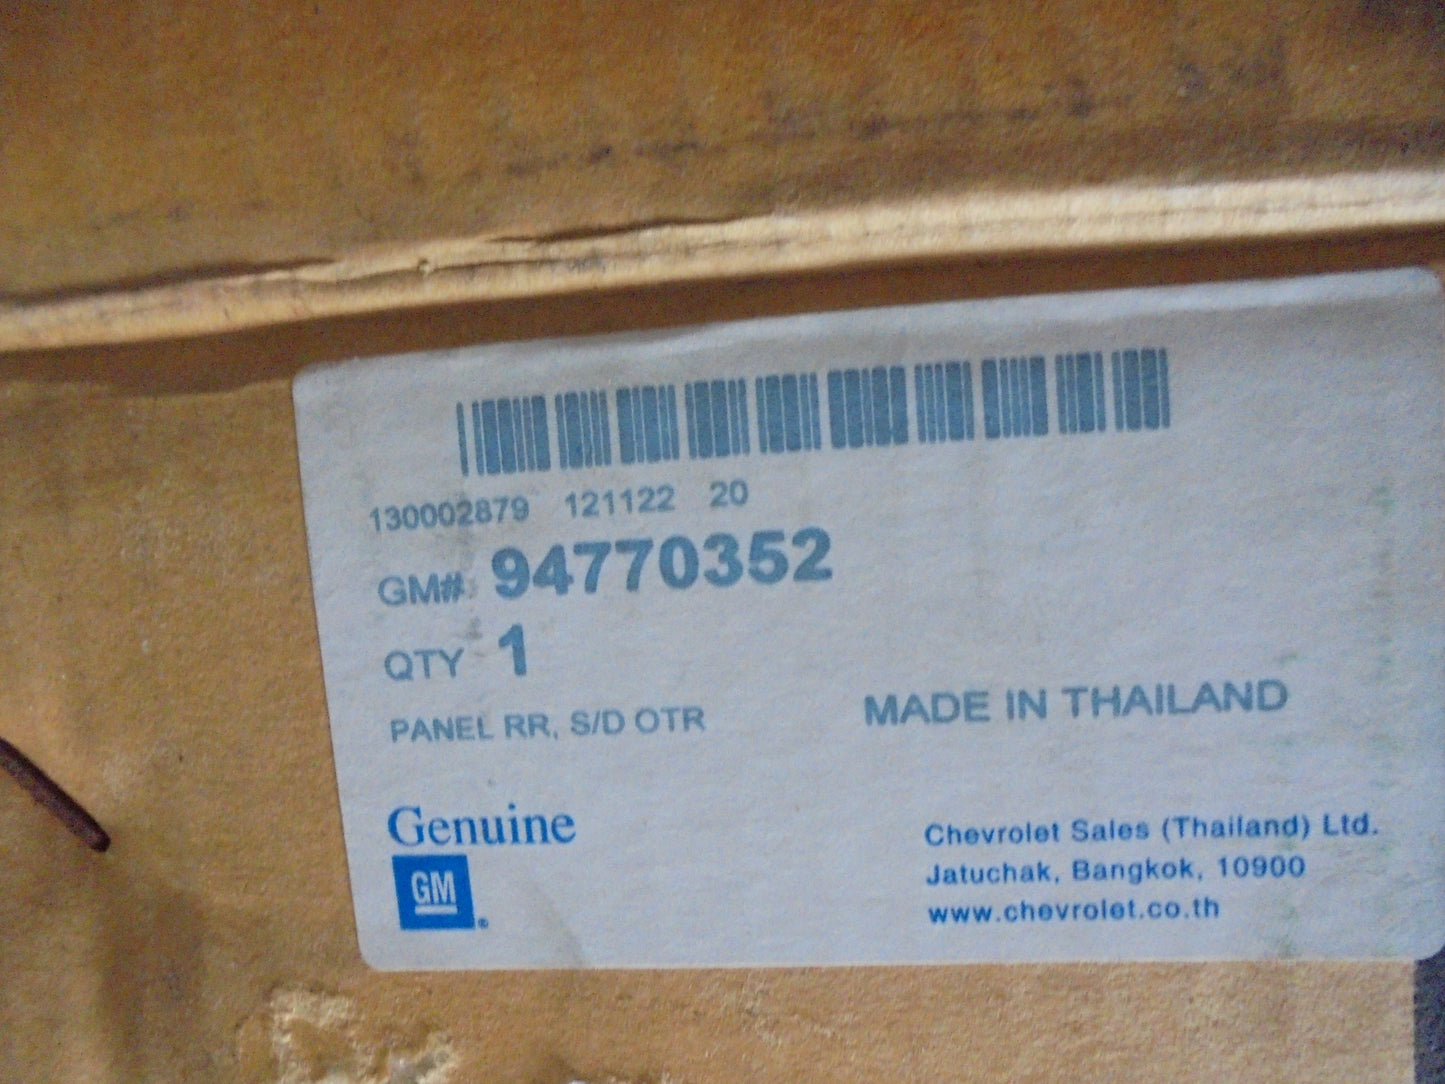 130002879 121122 20
GM# 94770352
QTY 1
PANEL RR, S/D OTR
MADE IN THAILAND
Genuine
GM
Chevrolet Sales (Thailand) Ltd.
Jatuchak, Bangkok, 10900
www.chevrolet.co.th